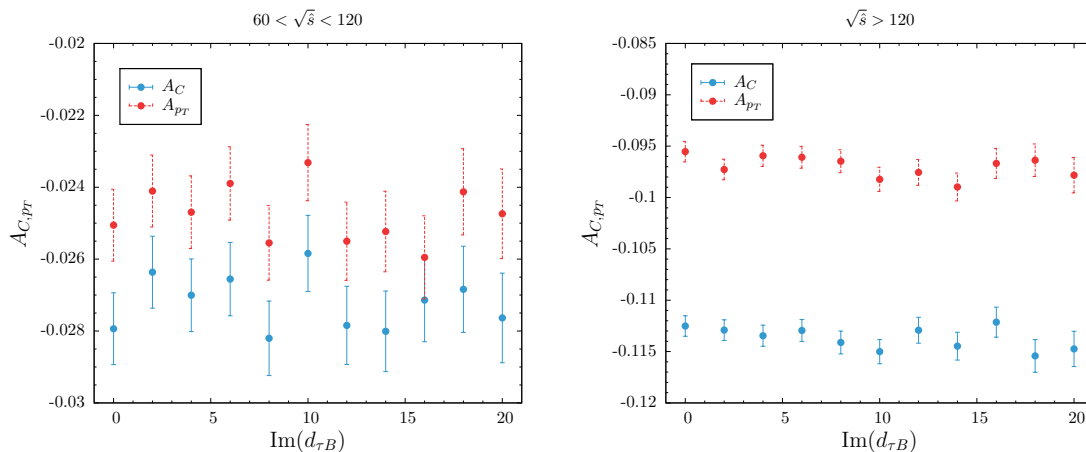 60 < √ŝ < 120
-0.02
-0.022
-0.024
-0.026
-0.028
-0.03
A_{C,p_T}
A_C
A_{p_T}
0 5 10 15 20
Im(d_{τB})
√ŝ > 120
-0.085
-0.09
-0.095
-0.1
-0.105
-0.11
-0.115
-0.12
A_{C,p_T}
A_C
A_{p_T}
0 5 10 15 20
Im(d_{τB})